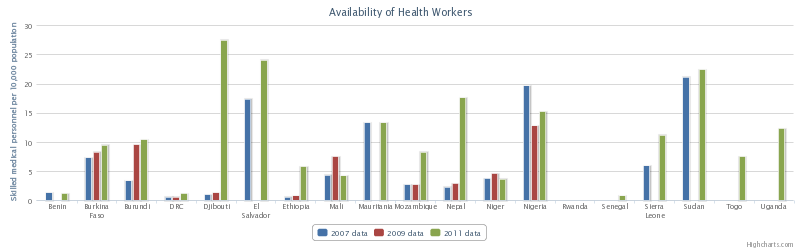 Availability of Health Workers
Skilled medical personnel per 10,000 population
30
25
20
15
10
5
0
Benin
Burkina
Faso
Burundi
DRC
Djibouti
El
Salvador
Ethiopia
Mali
Mauritania
Mozambique
Nepal
Niger
Nigeria
Rwanda
Senegal
Sierra
Leone
Sudan
Togo
Uganda
2007 data
2009 data
2011 data
Highcharts.com